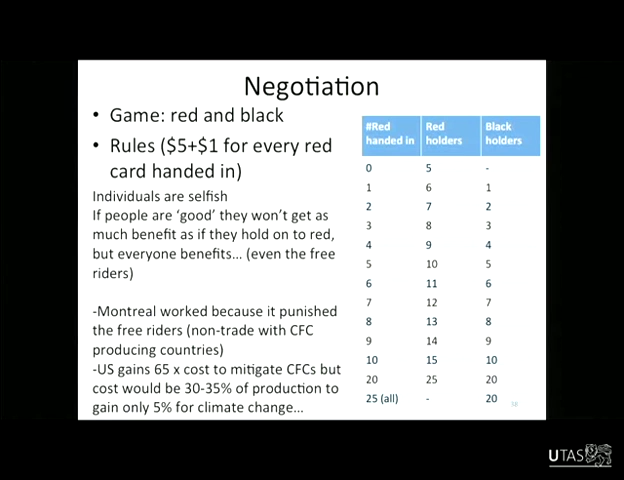 Negotiation
• Game: red and black
• Rules ($5+$1 for every red
card handed in)
Individuals are selfish
If people are ‘good’ they won’t get as
much benefit as if they hold on to red,
but everyone benefits… (even the free
riders)
-Montreal worked because it punished
the free riders (non-trade with CFC
producing countries)
-US gains 65 x cost to mitigate CFCs but
cost would be 30-35% of production to
gain only 5% for climate change…
#Red handed in Red holders Black holders
0 5 -
1 6 1
2 7 2
3 8 3
4 9 4
5 10 5
6 11 6
7 12 7
8 13 8
9 14 9
10 15 10
20 25 20
25 (all) - 20
UTAS